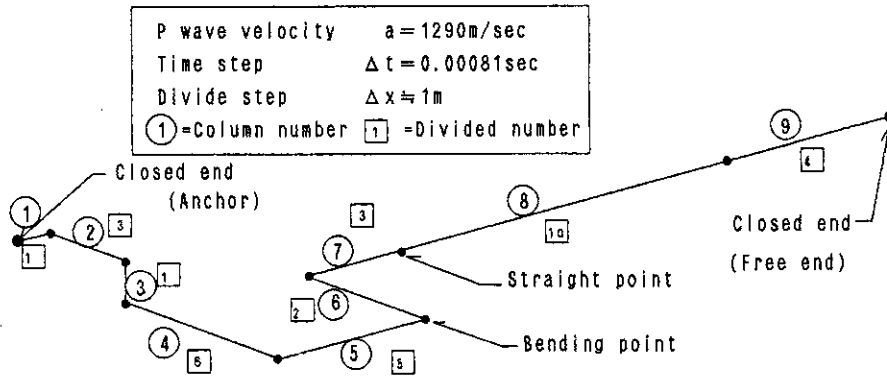 P wave velocity a=1290m/sec
Time step Δt=0.00081sec
Divide step Δx≒1m
①=Column number 1 =Divided number
Closed end
(Anchor)
1
1
2
3
3
1
4
6
5
5
6
2
7
3
8
10
9
4
Closed end
(Free end)
Straight point
Bending point